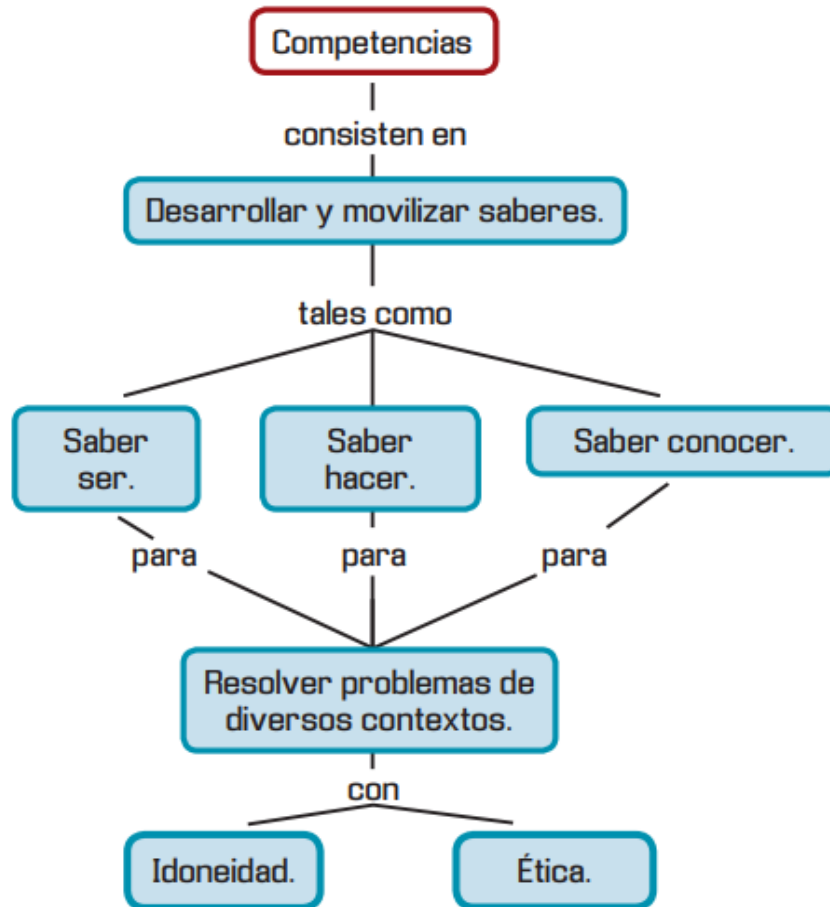 Competencias
consisten en
Desarrollar y movilizar saberes.
tales como
Saber
ser.
Saber
hacer.
Saber conocer.
para
para
para
Resolver problemas de
diversos contextos.
con
Idoneidad.
Ética.